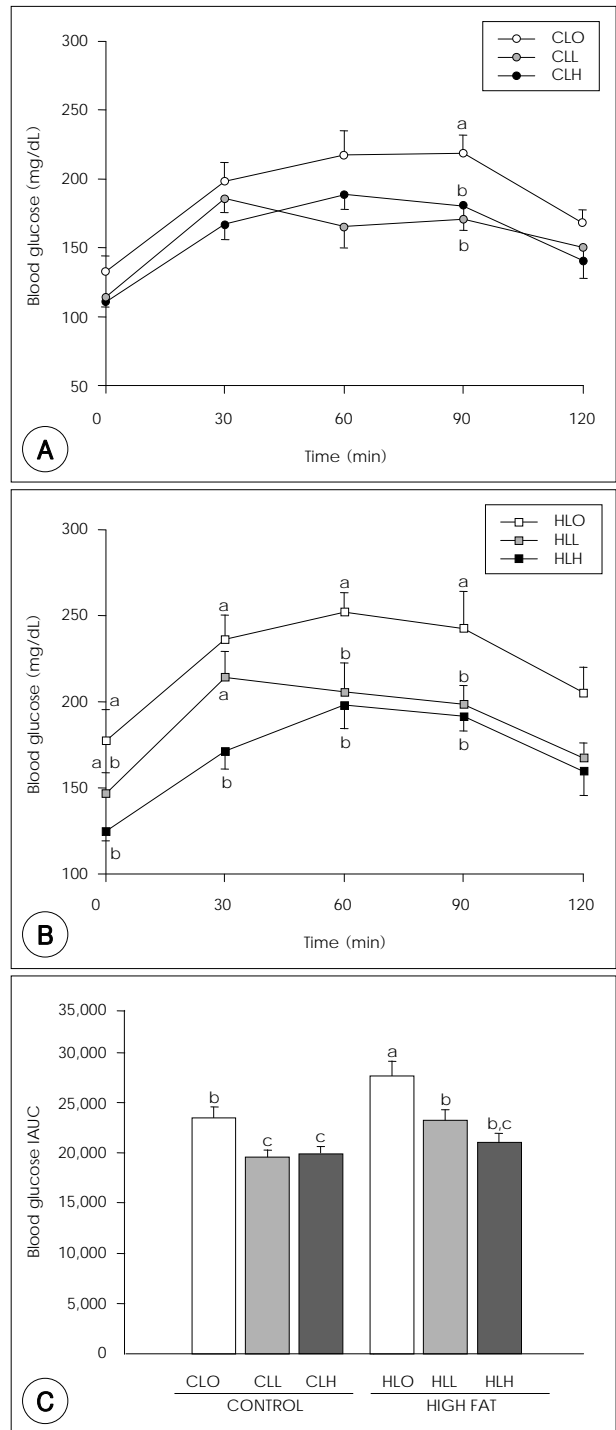 300
250
200
150
100
50
Blood glucose (mg/dL)
CLO
CLL
CLH
a
b
b
0 30 60 90 120
Time (min)
A
300
250
200
150
100
Blood glucose (mg/dL)
HLO
HLL
HLH
a
a b
b
a
a
b
a
b
b
a
b
b
0 30 60 90 120
Time (min)
B
35,000
30,000
25,000
20,000
15,000
10,000
5,000
0
Blood glucose IAUC
b
c
c
a
b
b,c
CLO CLL CLH HLO HLL HLH
CONTROL HIGH FAT
C